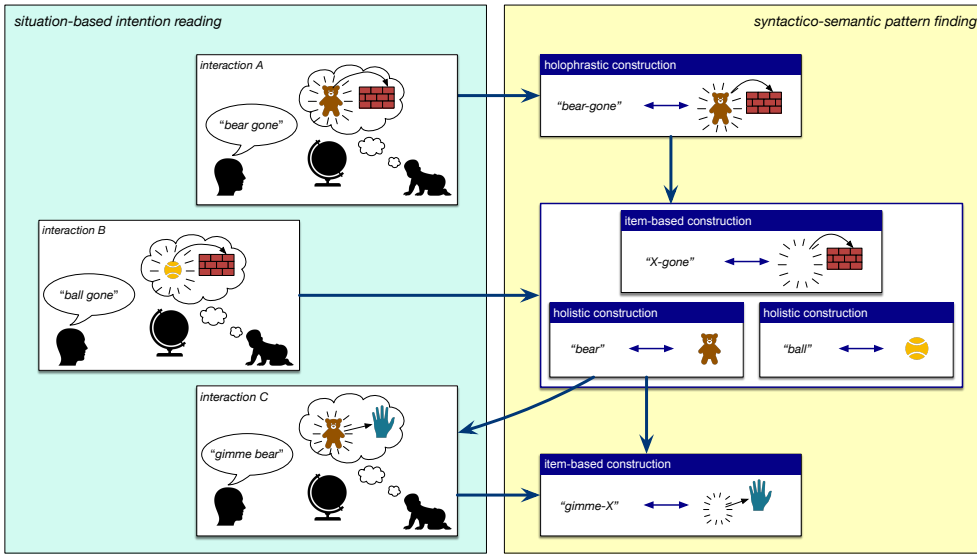 situation-based intention reading
interaction A
“bear gone”
interaction B
“ball gone”
interaction C
“gimme bear”
syntactico-semantic pattern finding
holophrastic construction
“bear-gone”
item-based construction
“X-gone”
holistic construction
“bear”
holistic construction
“ball”
item-based construction
“gimme-X”